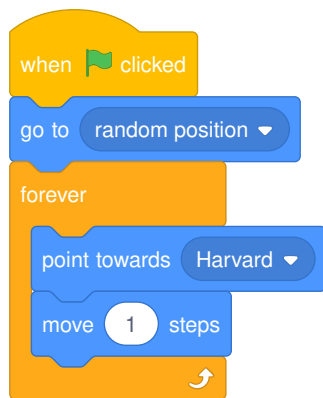 when clicked
go to random position
forever
point towards Harvard
move 1 steps